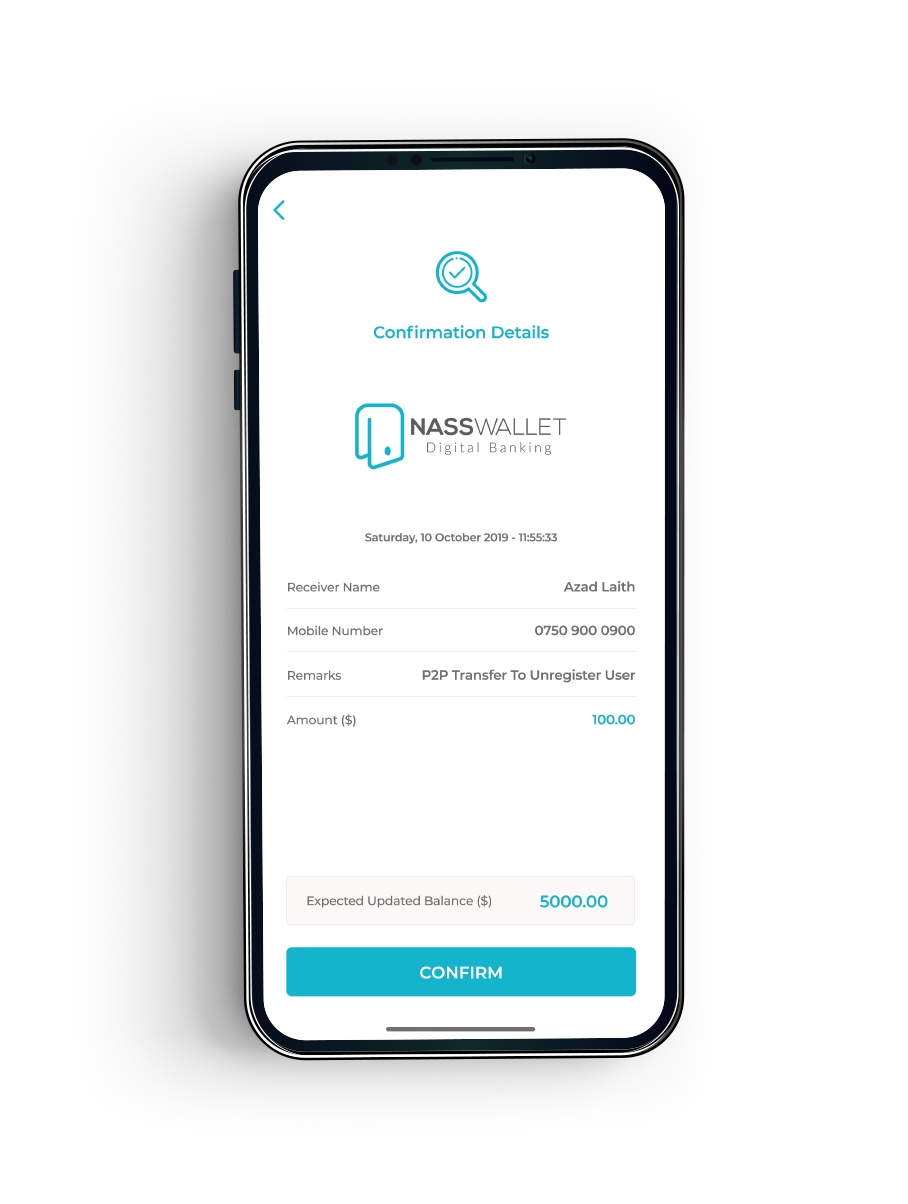 Confirmation Details
NASSWALLET
Digital Banking
Saturday, 10 October 2019 - 11:55:33
Receiver Name Azad Laith
Mobile Number 0750 900 0900
Remarks P2P Transfer To Unregister User
Amount ($) 100.00
Expected Updated Balance ($) 5000.00
CONFIRM